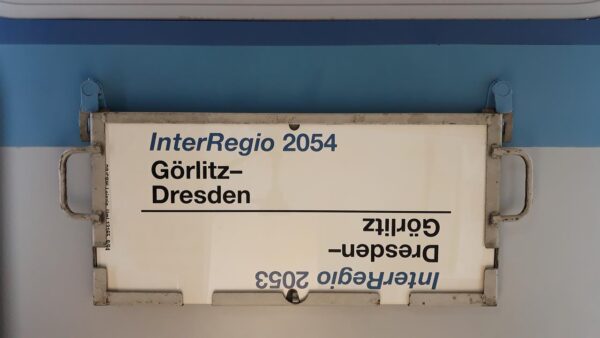 InterRegio 2054
Görlitz–
Dresden
InterRegio 2053
Dresden–
Görlitz